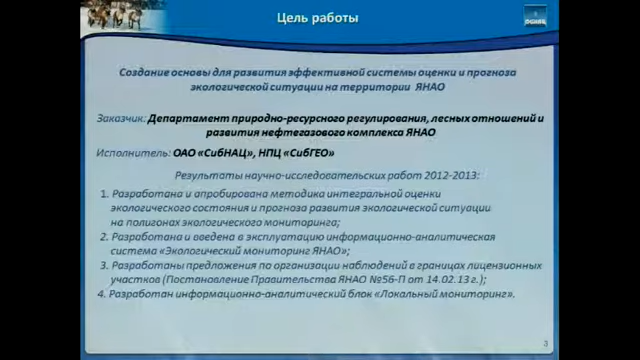 Цель работы
Создание основы для развития эффективной системы оценки и прогноза
экологической ситуации на территории ЯНАО
Заказчик: Департамент природно-ресурсного регулирования, лесных отношений и
развития нефтегазового комплекса ЯНАО
Исполнитель: ОАО «СибНАЦ», НПЦ «СибГЕО»
Результаты научно-исследовательских работ 2012-2013:
1. Разработана и апробирована методика интегральной оценки
экологического состояния и прогноза развития экологической ситуации
на полигонах экологического мониторинга;
2. Разработана и введена в эксплуатацию информационно-аналитическая
система «Экологический мониторинг ЯНАО»;
3. Разработаны предложения по организации наблюдений в границах лицензионных
участков (Постановление Правительства ЯНАО №56-П от 14.02.13 г.);
4. Разработан информационно-аналитический блок «Локальный мониторинг».
3